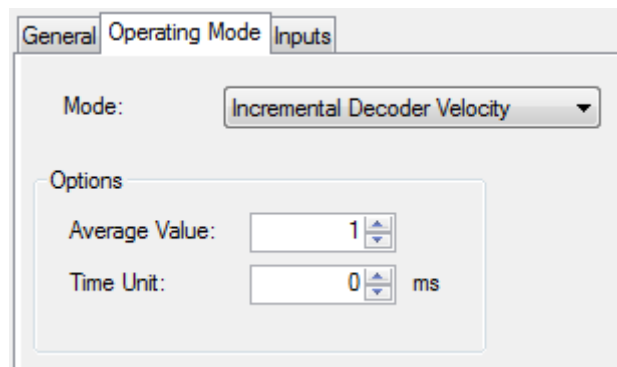 General Operating Mode Inputs
Mode: Incremental Decoder Velocity
Options
Average Value: 1
Time Unit: 0 ms